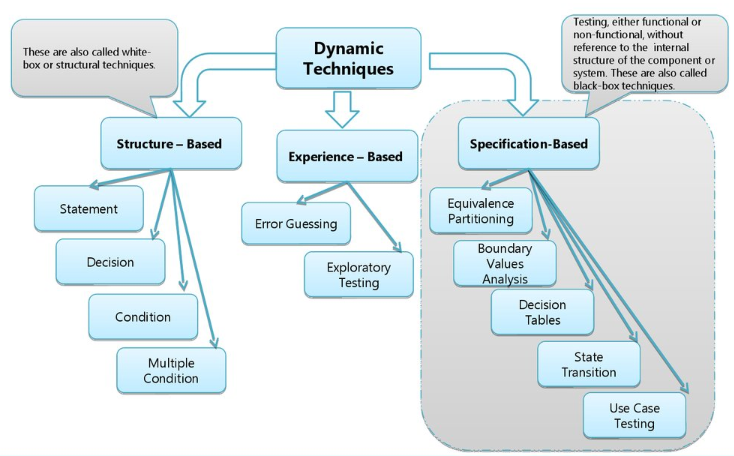 Dynamic
Techniques
These are also called white-
box or structural techniques.
Testing, either functional or
non-functional, without
reference to the internal
structure of the component or
system. These are also called
black-box techniques.
Structure – Based
Statement
Decision
Condition
Multiple
Condition
Experience – Based
Error Guessing
Exploratory
Testing
Specification-Based
Equivalence
Partitioning
Boundary
Values
Analysis
Decision
Tables
State
Transition
Use Case
Testing